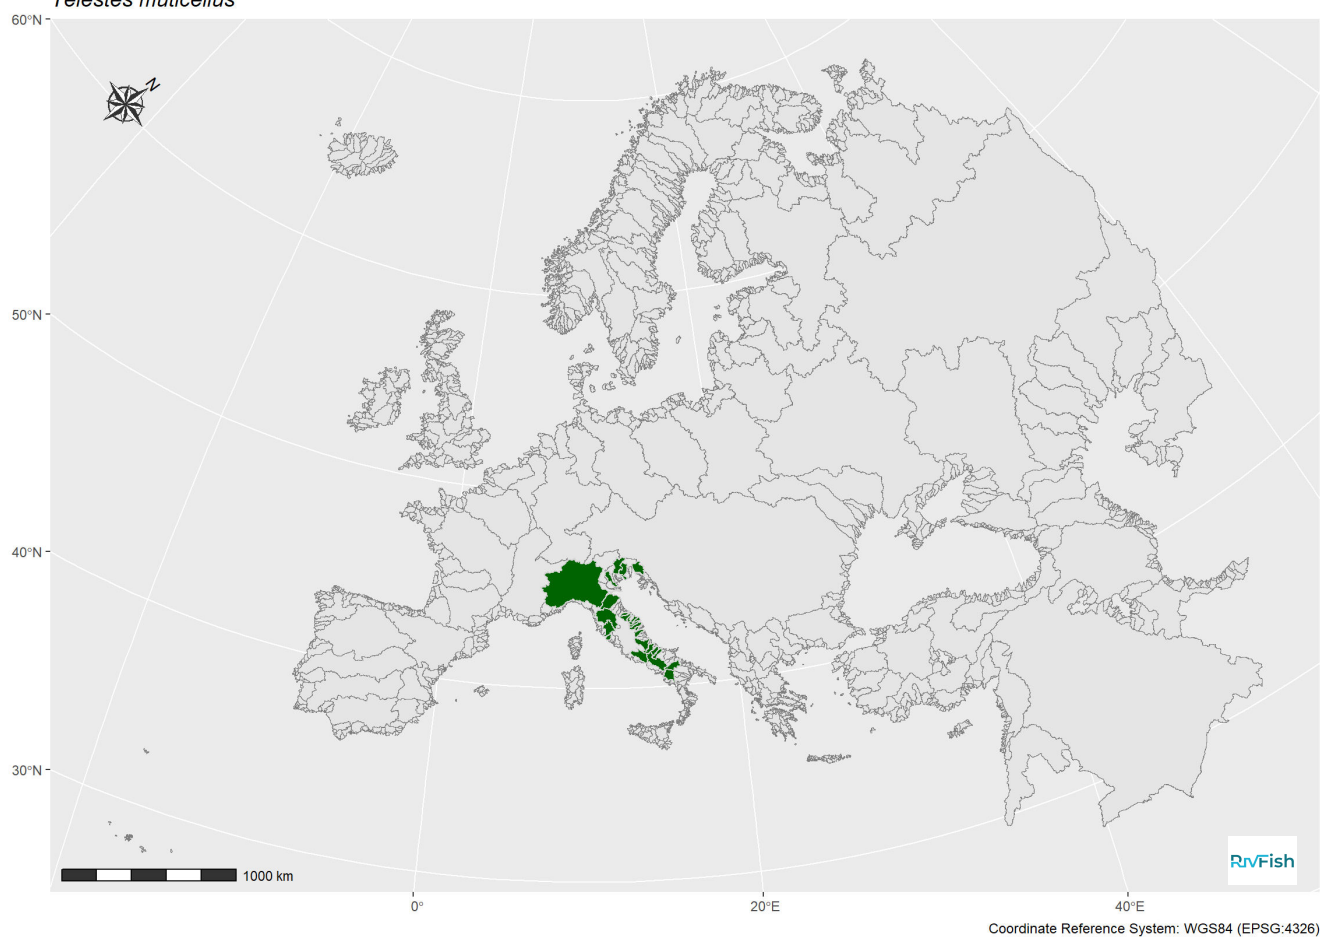 Telestes muticellus
60°N
N
50°N
40°N
30°N
1000 km
RivFish
0°
20°E
40°E
Coordinate Reference System: WGS84 (EPSG:4326)